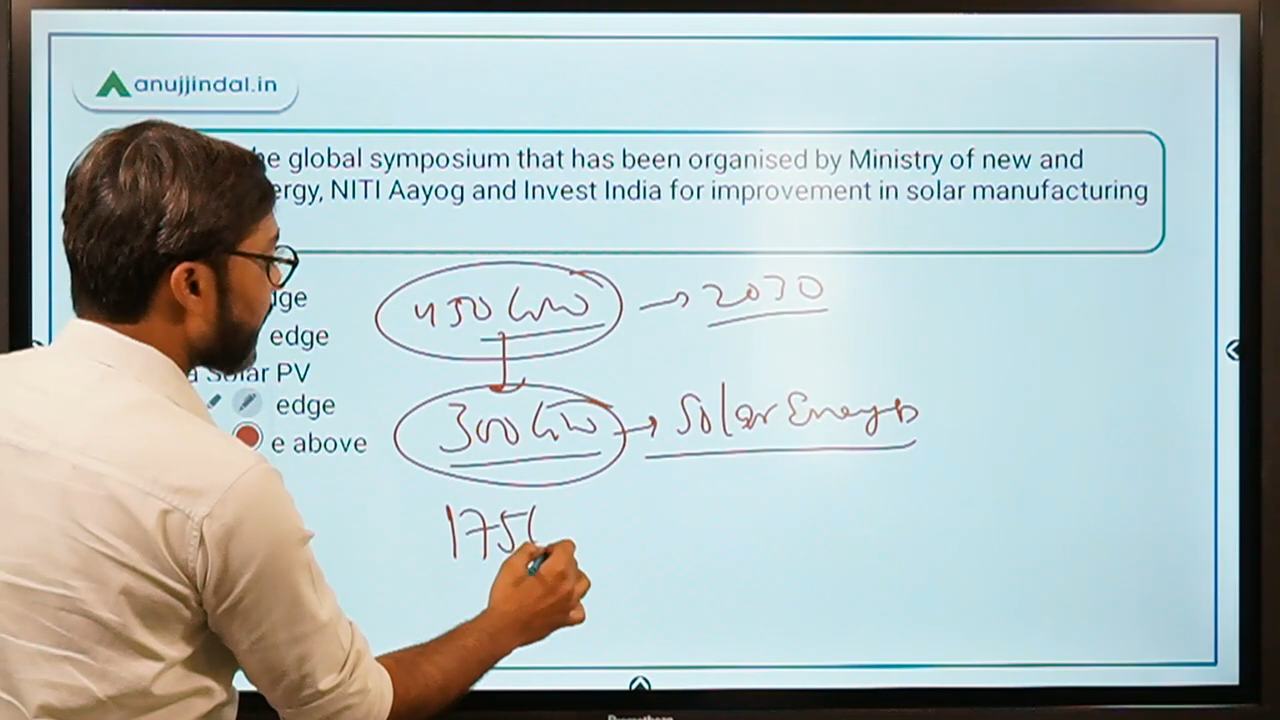 anujjindal.in
he global symposium that has been organised by Ministry of new and
ergy, NITI Aayog and Invest India for improvement in solar manufacturing
ge
edge
Solar PV
edge
e above
450 GW → 2030
300 GW → Solar Energy
175
Promethean